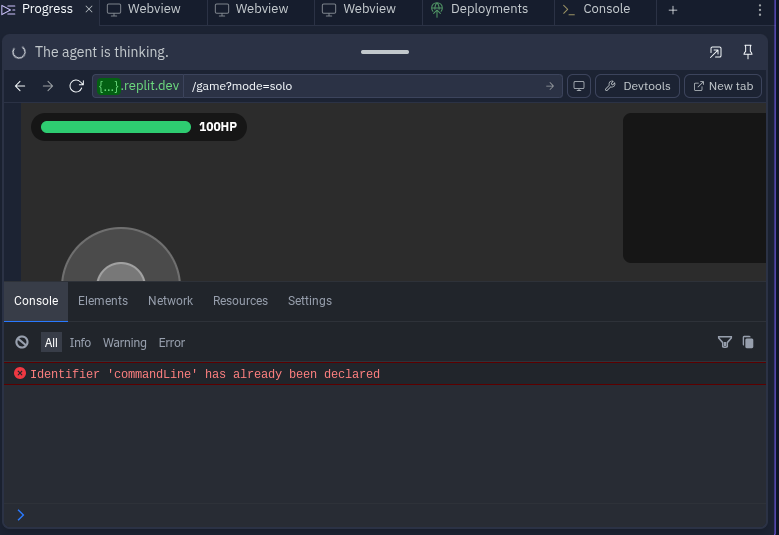 Progress
Webview
Webview
Webview
Deployments
Console
The agent is thinking.
{...}.replit.dev /game?mode=solo
Devtools
New tab
100HP
Console Elements Network Resources Settings
All Info Warning Error
Identifier 'commandLine' has already been declared